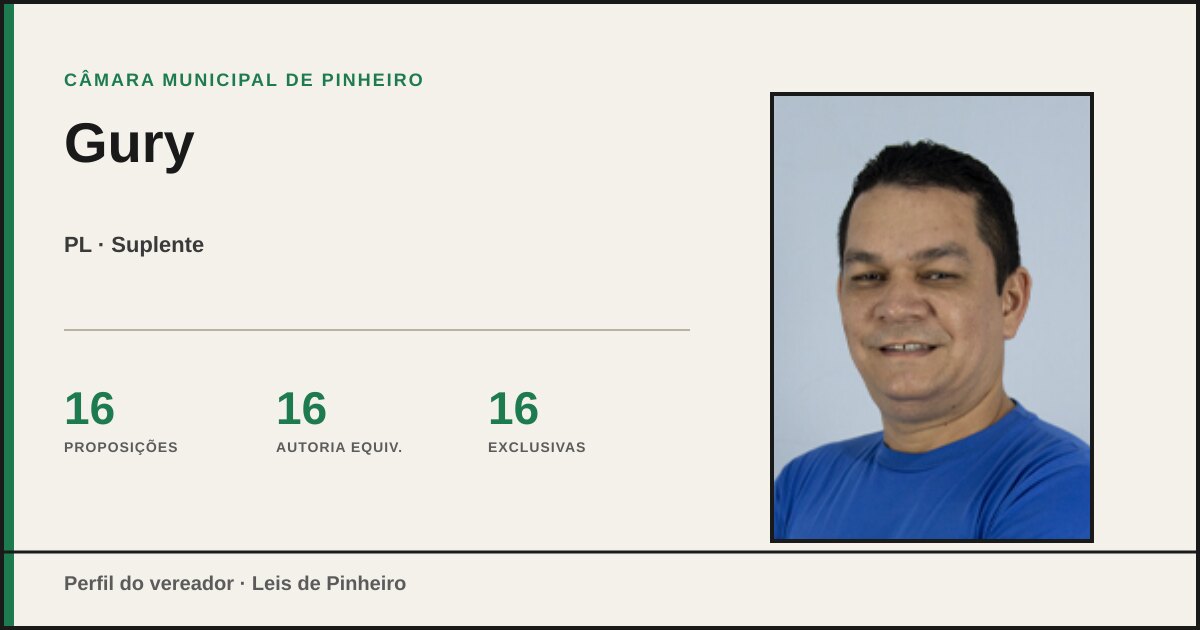 CÂMARA MUNICIPAL DE PINHEIRO
Gury
PL · Suplente
16 16 16
PROPOSIÇÕES AUTORIA EQUIV. EXCLUSIVAS
Perfil do vereador · Leis de Pinheiro